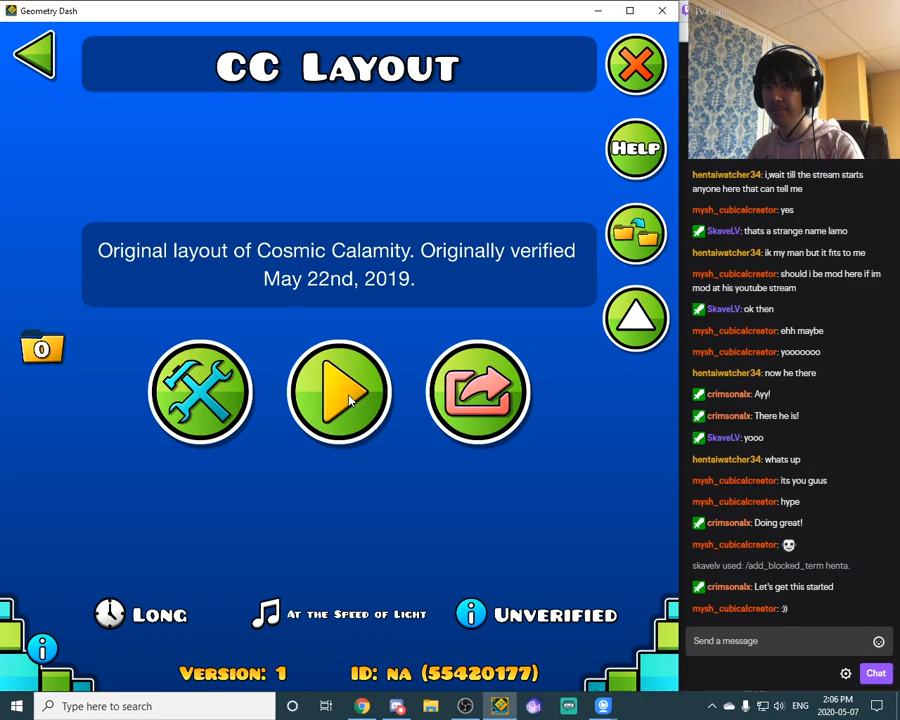 Geometry Dash
iVCam
CC Layout
Help
Original layout of Cosmic Calamity. Originally verified
May 22nd, 2019.
0
Long
At the Speed of Light
Unverified
Version: 1
ID: na (55420177)
hentaiwatcher34: i,wait till the stream starts
anyone here that can tell me
mysh_cubicalcreator: yes
SkaveLV: thats a strange name lamo
hentaiwatcher34: ik my man but it fits to me
mysh_cubicalcreator: should i be mod here if im
mod at his youtube stream
SkaveLV: ok then
mysh_cubicalcreator: ehh maybe
mysh_cubicalcreator: yooooooo
hentaiwatcher34: now he there
crimsonalx: Ayy!
crimsonalx: There he is!
SkaveLV: yooo
hentaiwatcher34: whats up
mysh_cubicalcreator: its you guus
mysh_cubicalcreator: hype
crimsonalx: Doing great!
mysh_cubicalcreator:
skavelv used: /add_blocked_term henta.
crimsonalx: Let's get this started
mysh_cubicalcreator: :))
Send a message
Chat
Type here to search
ENG
2:06 PM
2020-05-07